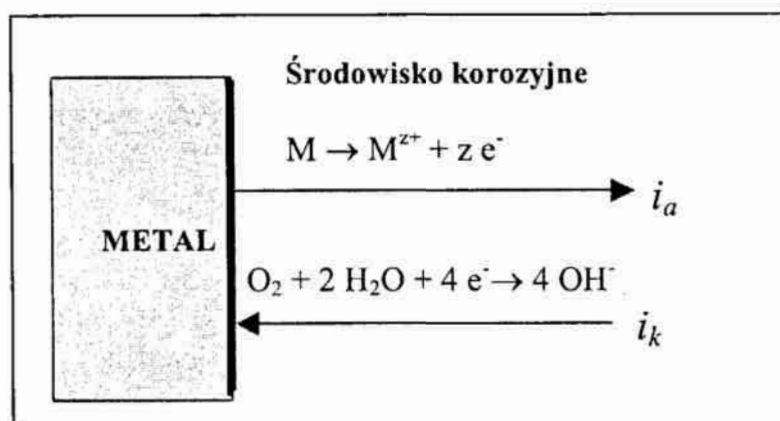 Środowisko korozyjne
M → M^{z+} + z e^-
i_a
METAL
O₂ + 2 H₂O + 4 e^- → 4 OH^-
i_k